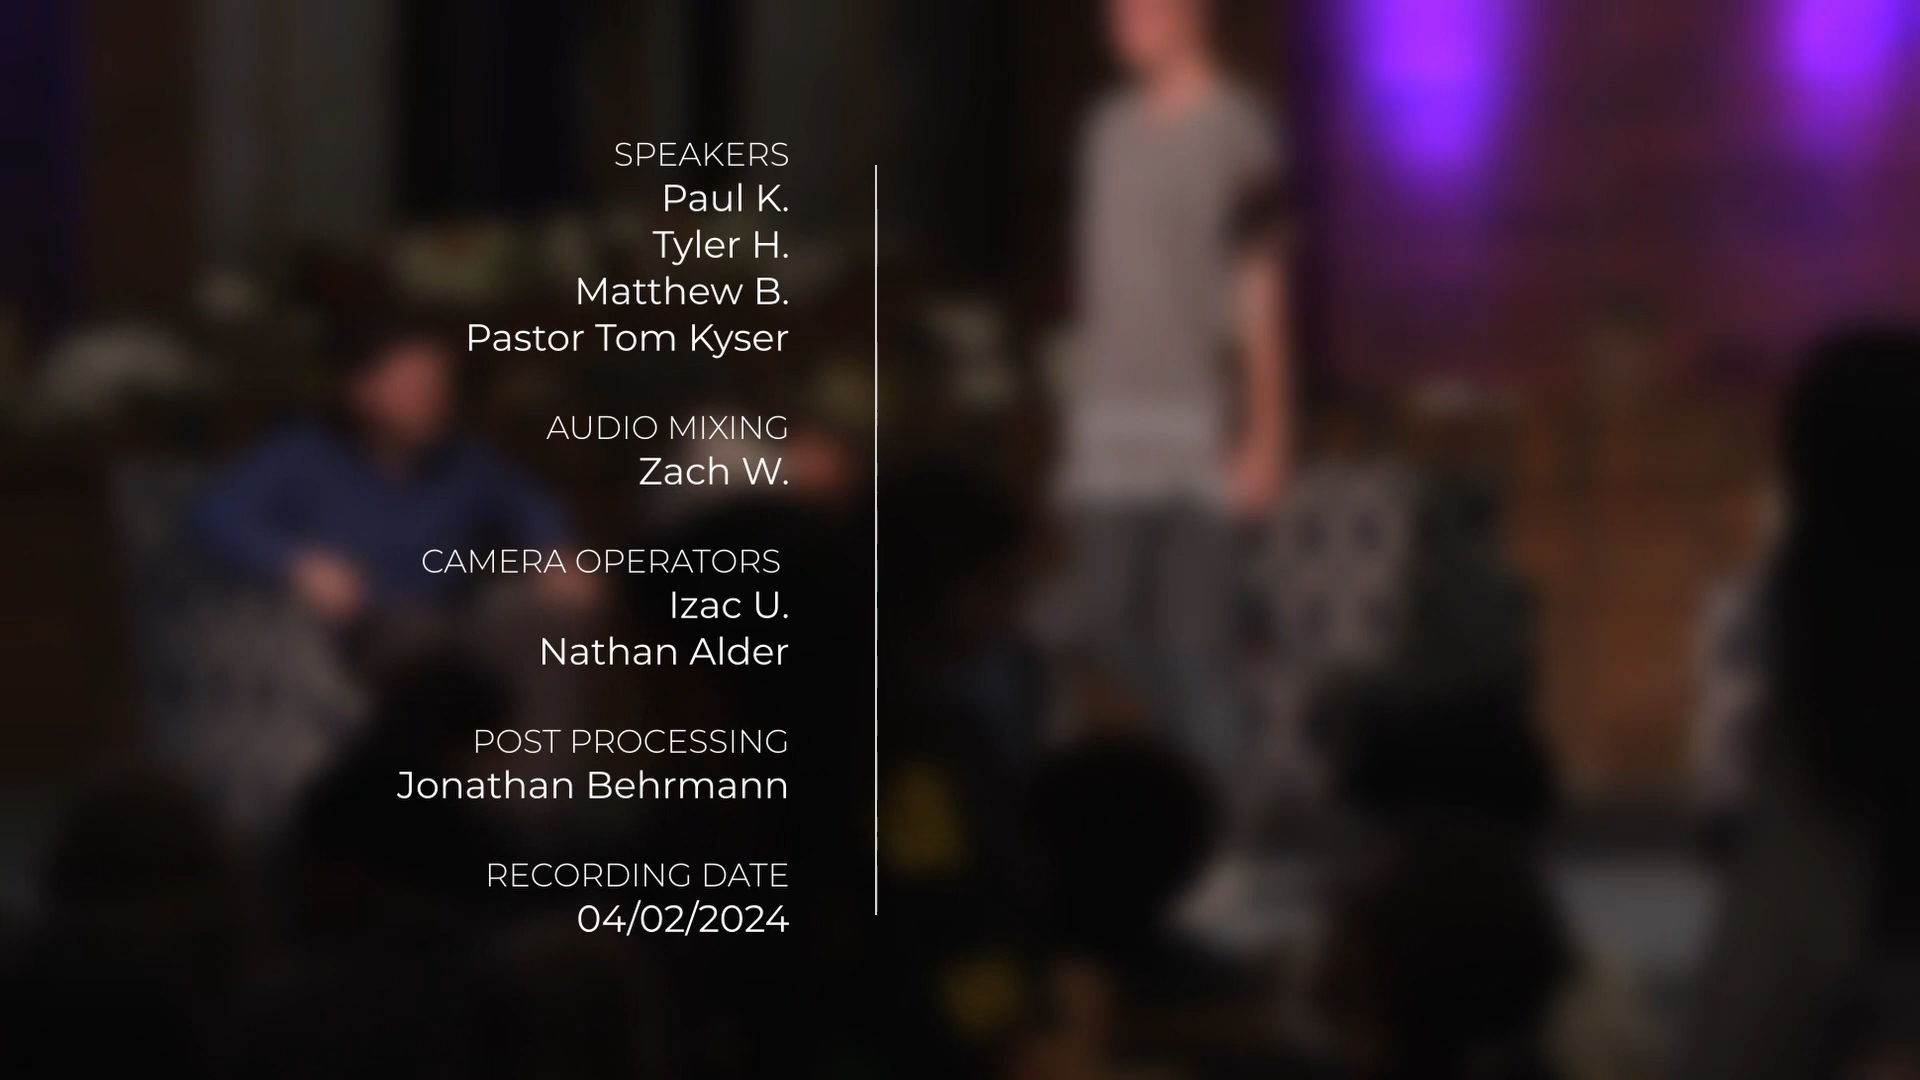 SPEAKERS
Paul K.
Tyler H.
Matthew B.
Pastor Tom Kyser
AUDIO MIXING
Zach W.
CAMERA OPERATORS
Izac U.
Nathan Alder
POST PROCESSING
Jonathan Behrmann
RECORDING DATE
04/02/2024